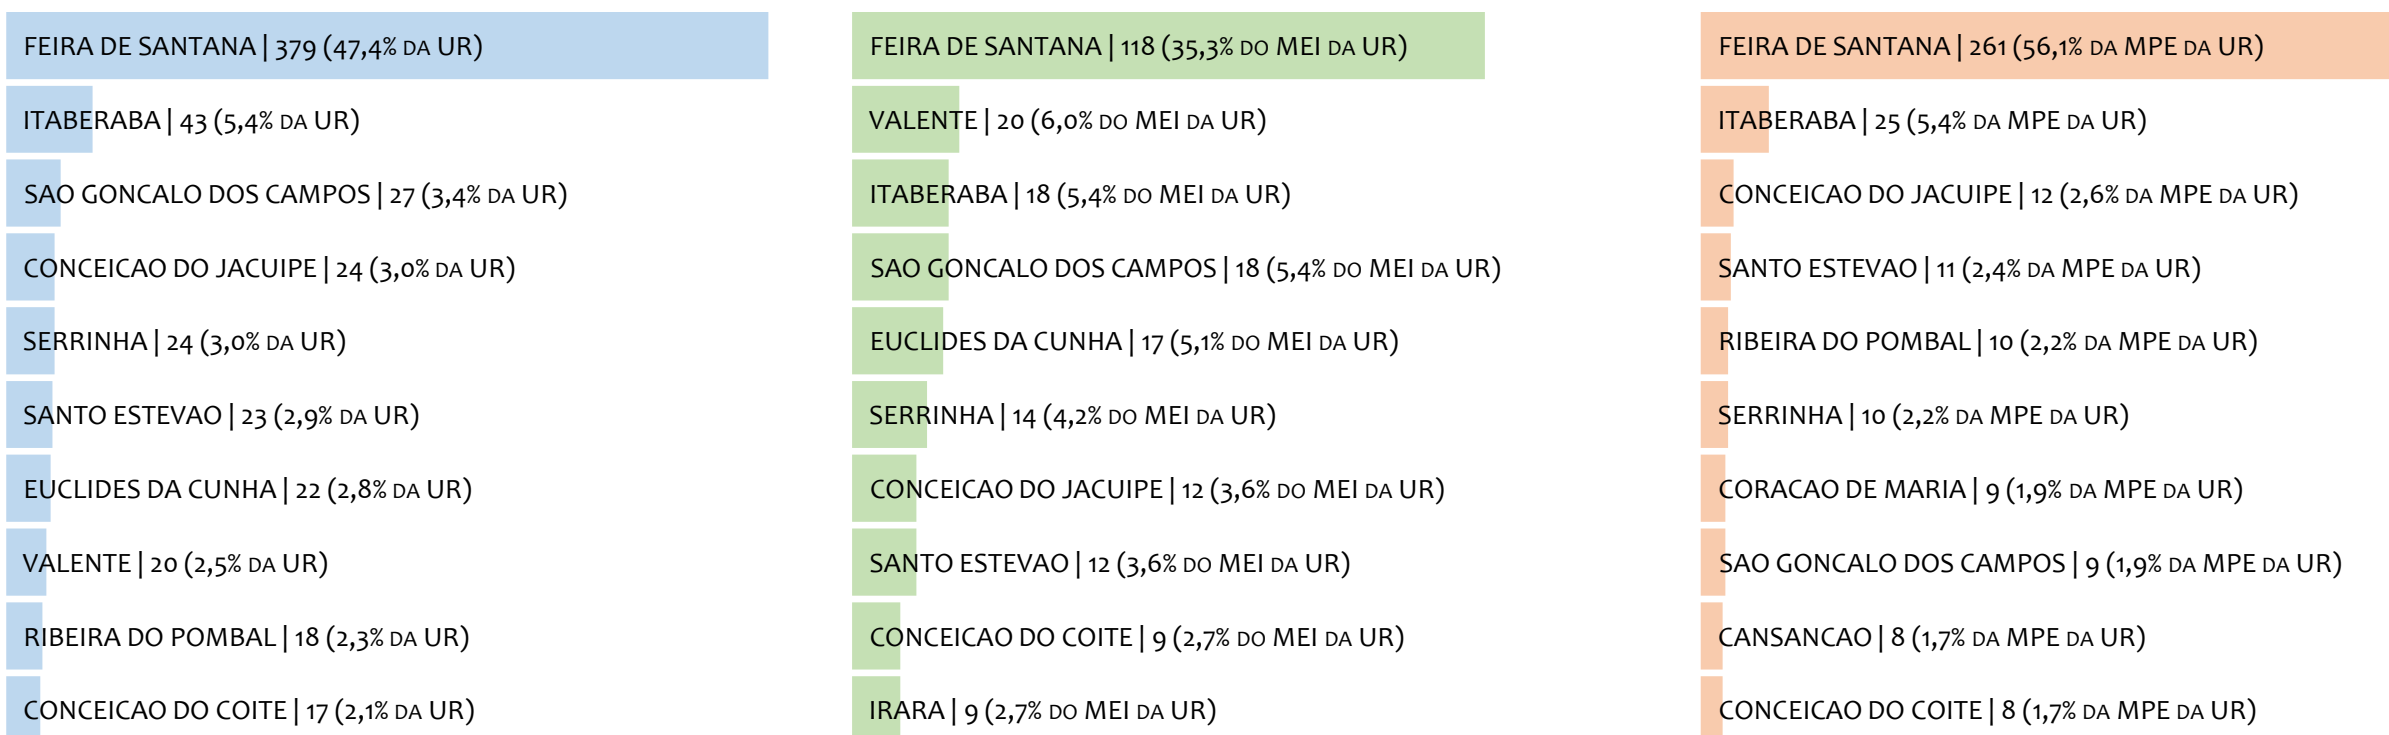 FEIRA DE SANTANA | 379 (47,4% DA UR)
ITABERABA | 43 (5,4% DA UR)
SAO GONCALO DOS CAMPOS | 27 (3,4% DA UR)
CONCEICAO DO JACUIPE | 24 (3,0% DA UR)
SERRINHA | 24 (3,0% DA UR)
SANTO ESTEVAO | 23 (2,9% DA UR)
EUCLIDES DA CUNHA | 22 (2,8% DA UR)
VALENTE | 20 (2,5% DA UR)
RIBEIRA DO POMBAL | 18 (2,3% DA UR)
CONCEICAO DO COITE | 17 (2,1% DA UR)
FEIRA DE SANTANA | 118 (35,3% DO MEI DA UR)
VALENTE | 20 (6,0% DO MEI DA UR)
ITABERABA | 18 (5,4% DO MEI DA UR)
SAO GONCALO DOS CAMPOS | 18 (5,4% DO MEI DA UR)
EUCLIDES DA CUNHA | 17 (5,1% DO MEI DA UR)
SERRINHA | 14 (4,2% DO MEI DA UR)
CONCEICAO DO JACUIPE | 12 (3,6% DO MEI DA UR)
SANTO ESTEVAO | 12 (3,6% DO MEI DA UR)
CONCEICAO DO COITE | 9 (2,7% DO MEI DA UR)
IRARA | 9 (2,7% DO MEI DA UR)
FEIRA DE SANTANA | 261 (56,1% DA MPE DA UR)
ITABERABA | 25 (5,4% DA MPE DA UR)
CONCEICAO DO JACUIPE | 12 (2,6% DA MPE DA UR)
SANTO ESTEVAO | 11 (2,4% DA MPE DA UR)
RIBEIRA DO POMBAL | 10 (2,2% DA MPE DA UR)
SERRINHA | 10 (2,2% DA MPE DA UR)
CORACAO DE MARIA | 9 (1,9% DA MPE DA UR)
SAO GONCALO DOS CAMPOS | 9 (1,9% DA MPE DA UR)
CANSANCAO | 8 (1,7% DA MPE DA UR)
CONCEICAO DO COITE | 8 (1,7% DA MPE DA UR)